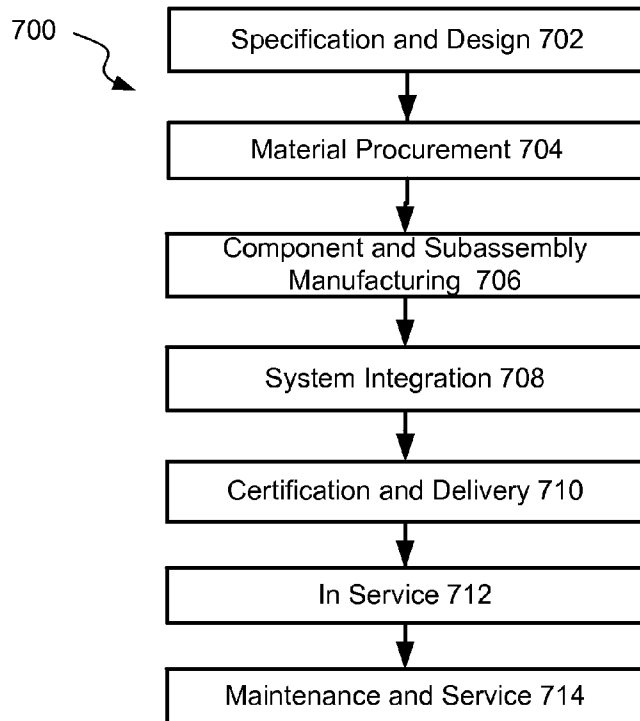 700
Specification and Design 702
Material Procurement 704
Component and Subassembly
Manufacturing 706
System Integration 708
Certification and Delivery 710
In Service 712
Maintenance and Service 714